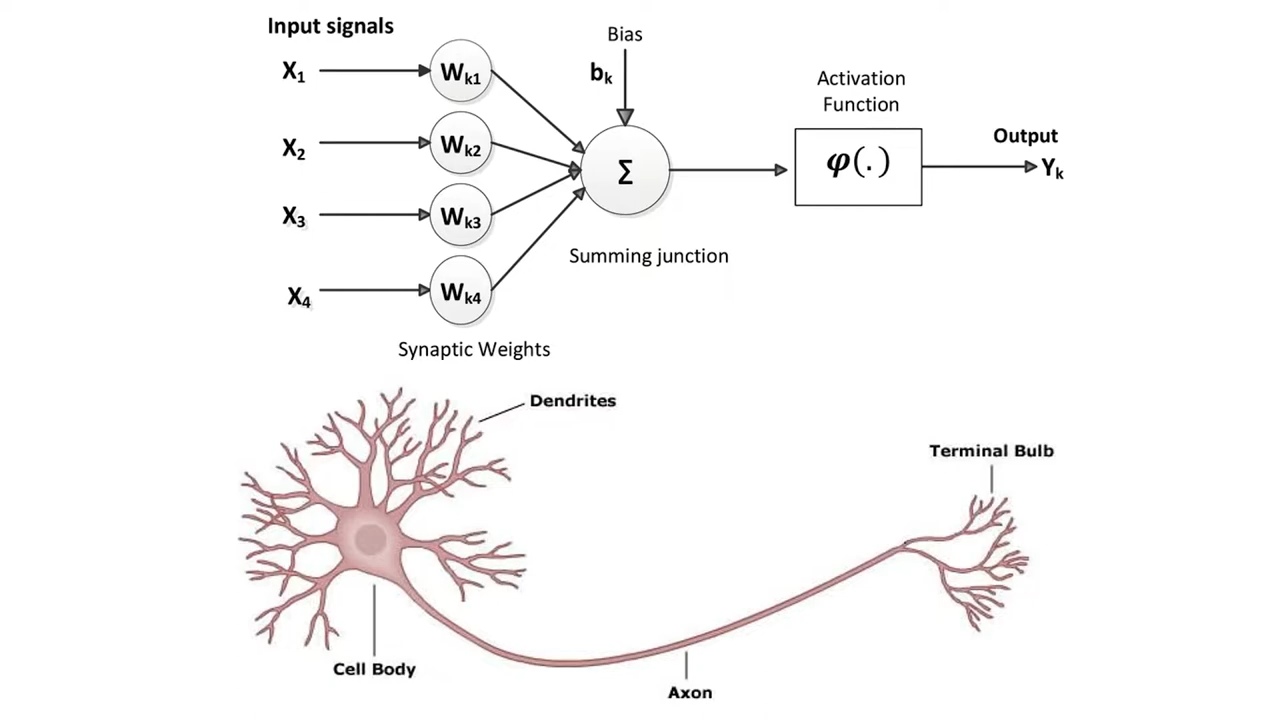 Input signals
X1
X2
X3
X4
Wk1
Wk2
Wk3
Wk4
Synaptic Weights
Bias
bk
Σ
Summing junction
Activation
Function
φ(.)
Output
Yk
Dendrites
Terminal Bulb
Cell Body
Axon